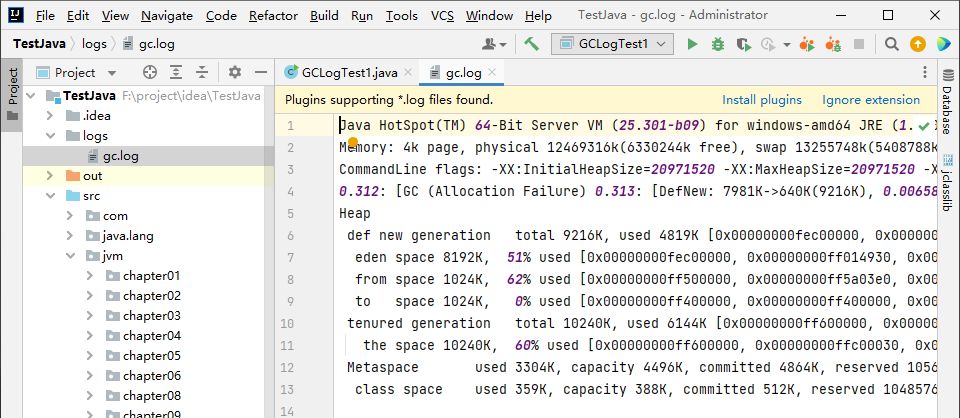 File Edit View Navigate Code Refactor Build Run Tools VCS Window Help TestJava - gc.log - Administrator
TestJava logs gc.log GCLogTest1
Project GCLogTest1.java gc.log
Project
TestJava F:\project\idea\TestJava
.idea
logs
gc.log
out
src
com
java.lang
jvm
chapter01
chapter02
chapter03
chapter04
chapter05
chapter06
chapter08
chapter09
Plugins supporting *.log files found. Install plugins Ignore extension
1 Java HotSpot(TM) 64-Bit Server VM (25.301-b09) for windows-amd64 JRE (1.
2 Memory: 4k page, physical 12469316k(6330244k free), swap 13255748k(5408788k
3 CommandLine flags: -XX:InitialHeapSize=20971520 -XX:MaxHeapSize=20971520 -X
4 0.312: [GC (Allocation Failure) 0.313: [DefNew: 7981K->640K(9216K), 0.00658
5 Heap
6 def new generation total 9216K, used 4819K [0x00000000fec00000, 0x000000
7 eden space 8192K, 51% used [0x00000000fec00000, 0x00000000ff014930, 0x00
8 from space 1024K, 62% used [0x00000000ff500000, 0x00000000ff5a03e0, 0x00
9 to space 1024K, 0% used [0x00000000ff400000, 0x00000000ff400000, 0x00
10 tenured generation total 10240K, used 6144K [0x00000000ff600000, 0x0000
11 the space 10240K, 60% used [0x00000000ff600000, 0x00000000ffc00030, 0x0
12 Metaspace used 3304K, capacity 4496K, committed 4864K, reserved 1056
13 class space used 359K, capacity 388K, committed 512K, reserved 1048576
14
Database
jclasslib